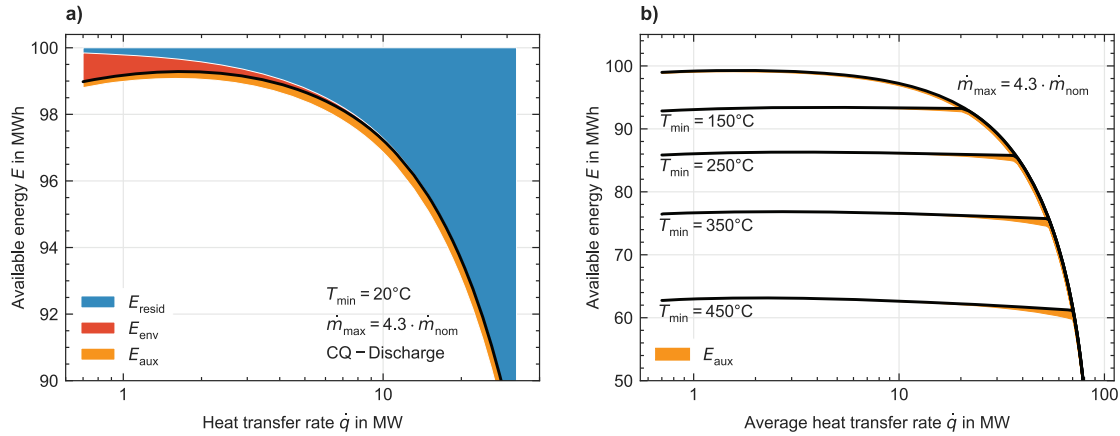 a)
100
98
96
94
92
90
Available energy E in MWh
E_resid
E_env
E_aux
T_min = 20°C
ṁ_max = 4.3 · ṁ_nom
CQ − Discharge
1
10
Heat transfer rate q̇ in MW
b)
100
90
80
70
60
50
Available energy E in MWh
ṁ_max = 4.3 · ṁ_nom
T_min = 150°C
T_min = 250°C
T_min = 350°C
T_min = 450°C
E_aux
1
10
100
Average heat transfer rate q̇ in MW